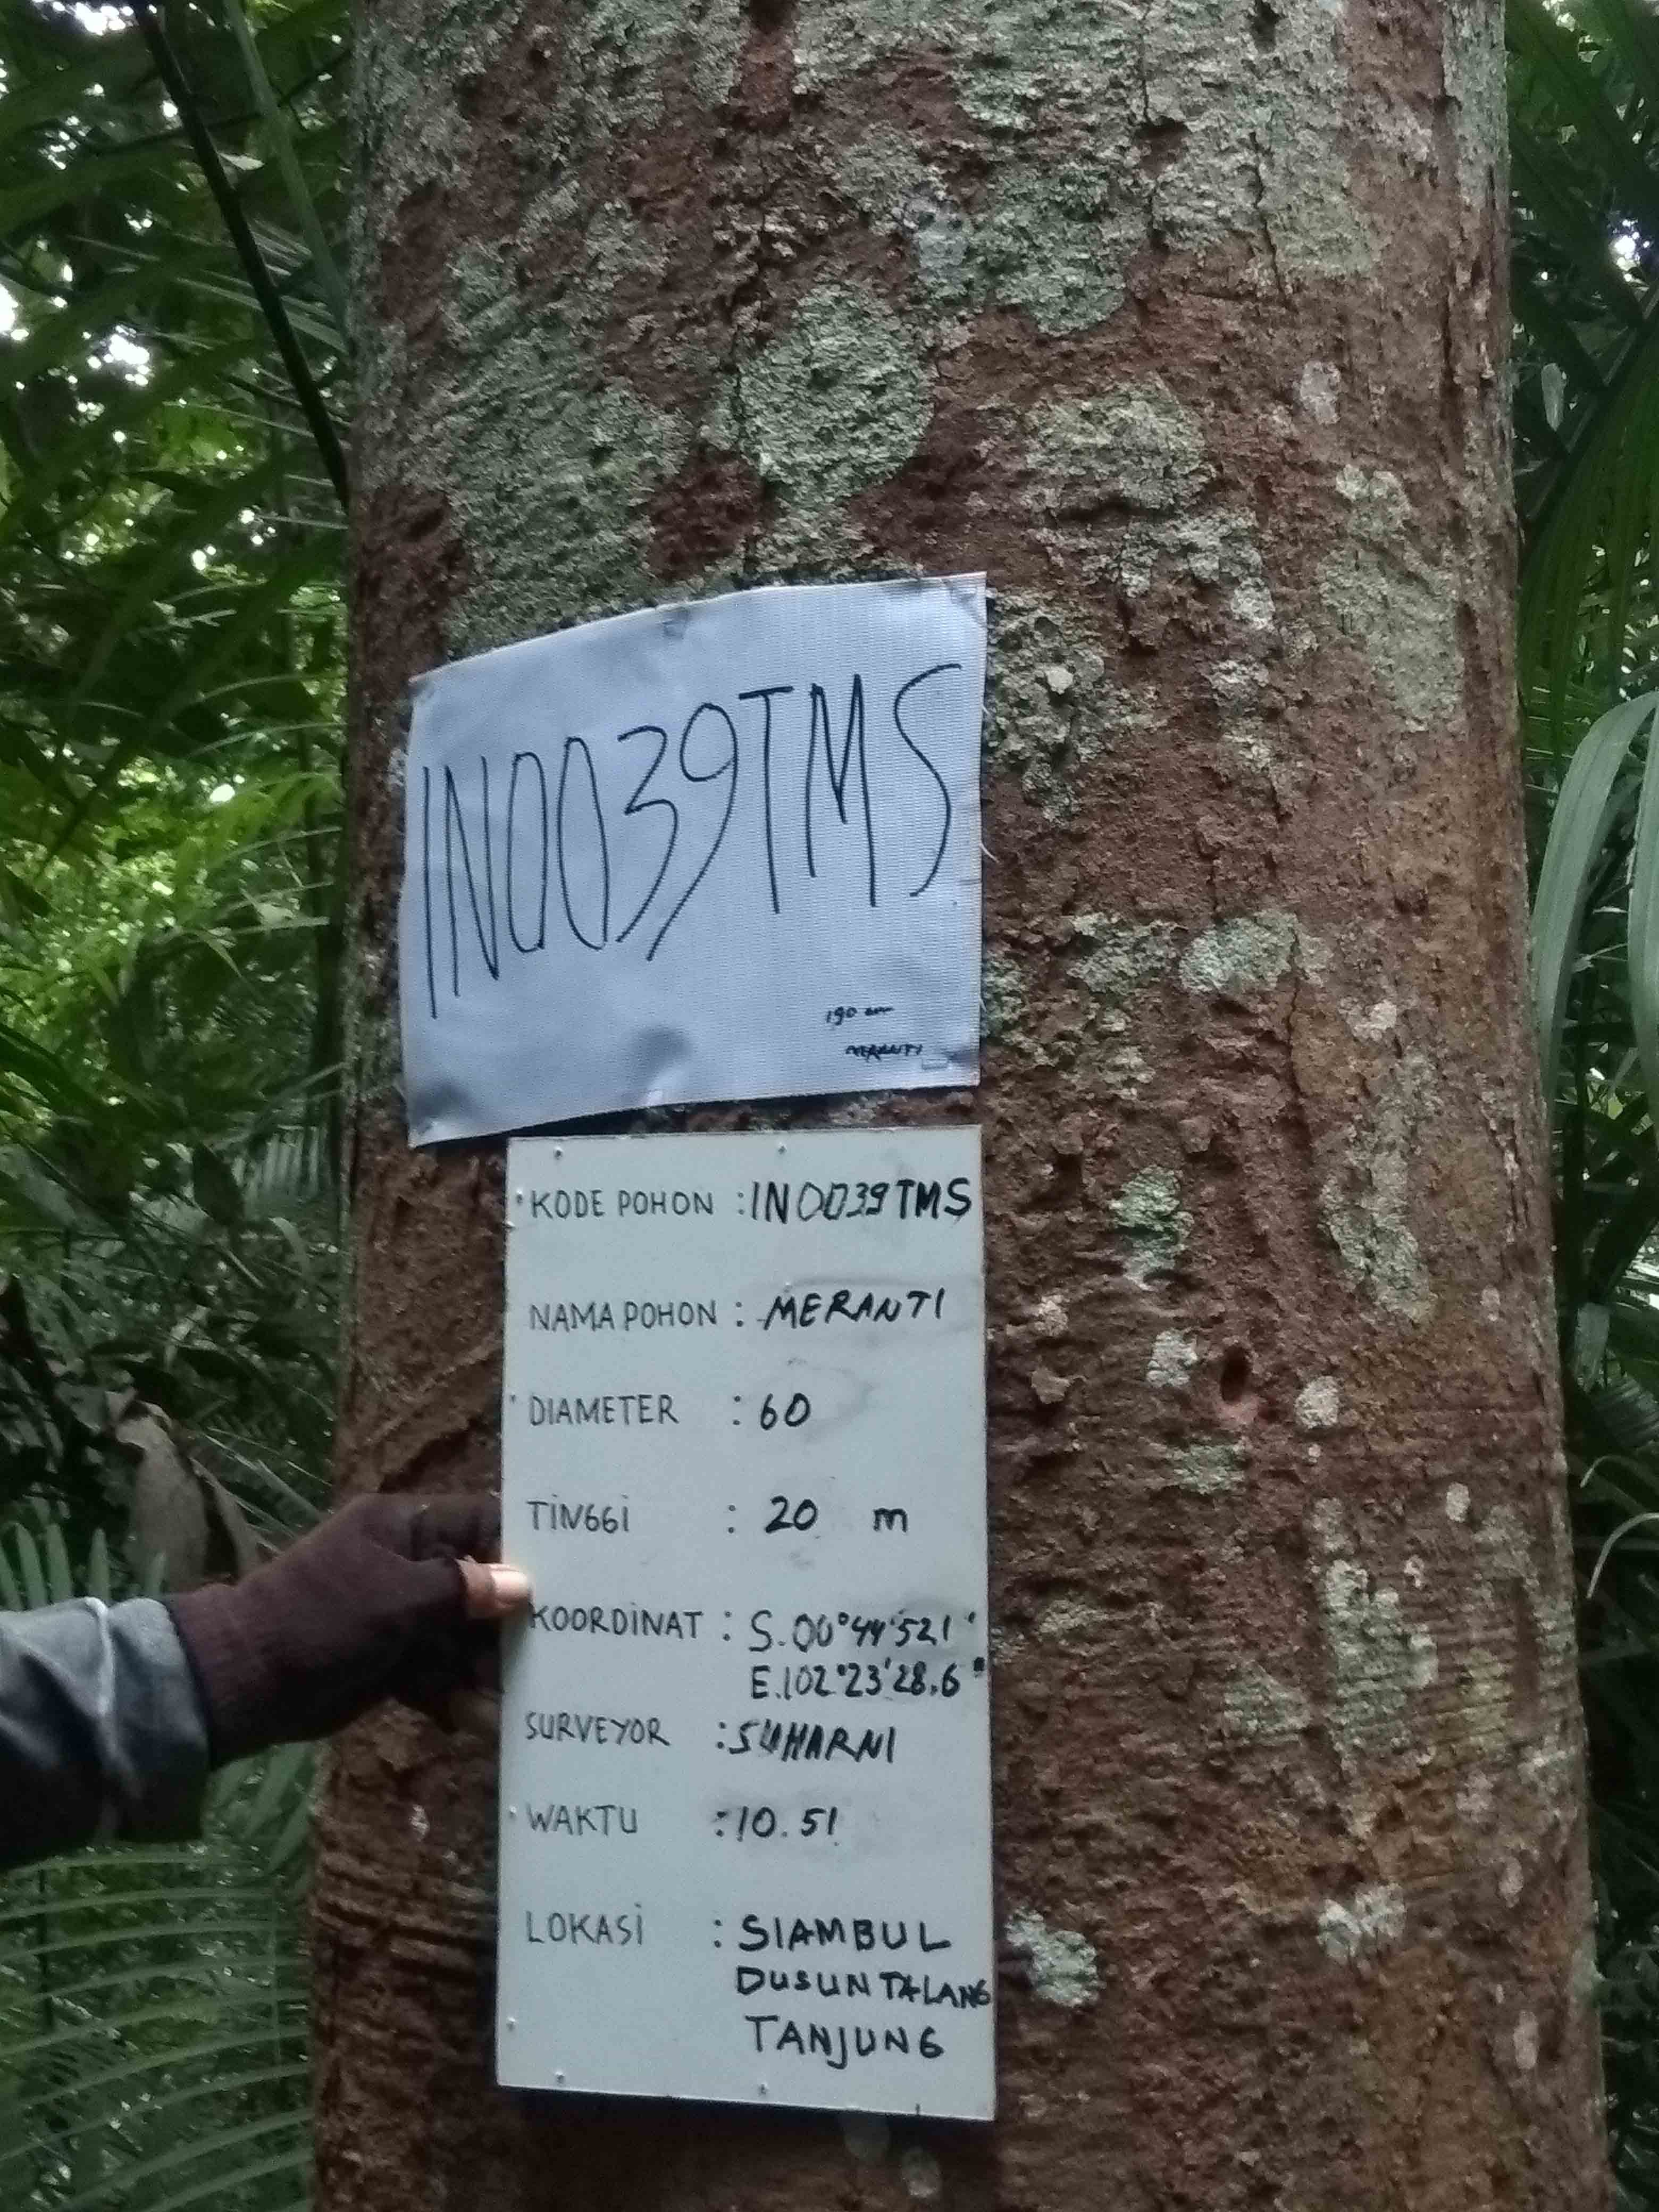 IN0039TMS
190 cm
MERANTI
KODE POHON : IN0039TMS
NAMA POHON : MERANTI
DIAMETER : 60
TINGGI : 20 m
KOORDINAT : S.00°44'52,1"
E.102°23'28,6"
SURVEYOR : SUHARNI
WAKTU : 10.51
LOKASI : SIAMBUL
DUSUN TALANG
TANJUNG